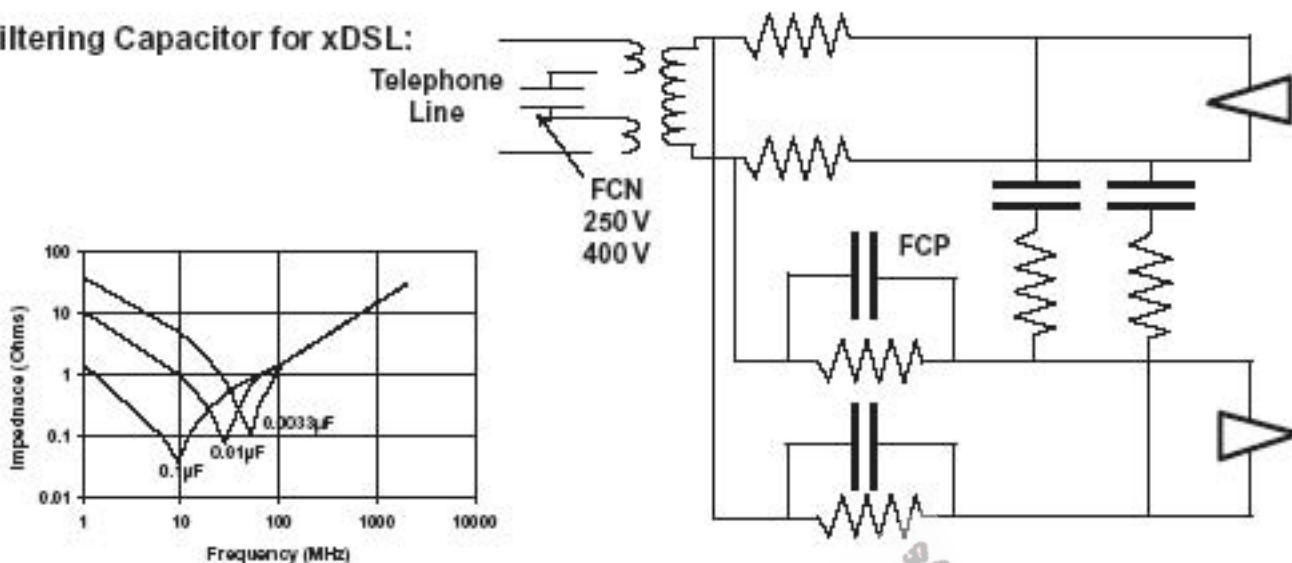 iltering Capacitor for xDSL:
Telephone
Line
FCN
250 V
400 V
FCP
100
10
1
0.1
0.01
Impednace (Ohms)
0.1µF
0.01µF
0.0033µF
1
10
100
1000
10000
Frequency (MHz)